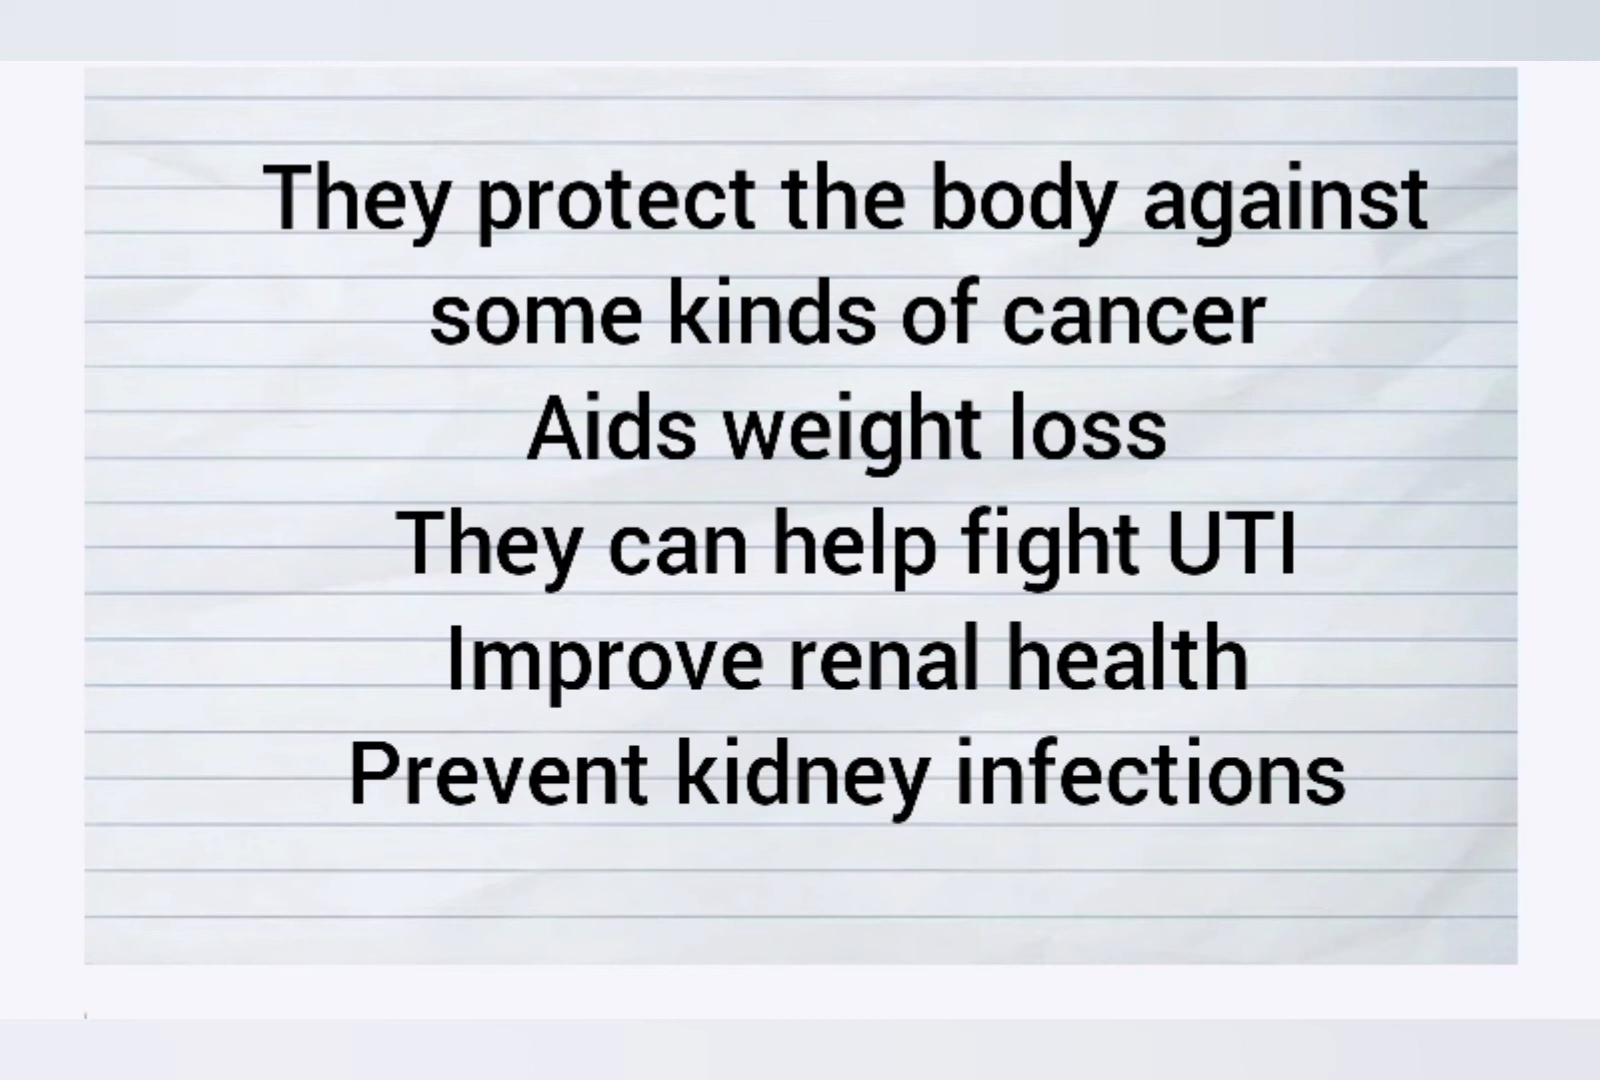 They protect the body against
some kinds of cancer
Aids weight loss
They can help fight UTI
Improve renal health
Prevent kidney infections